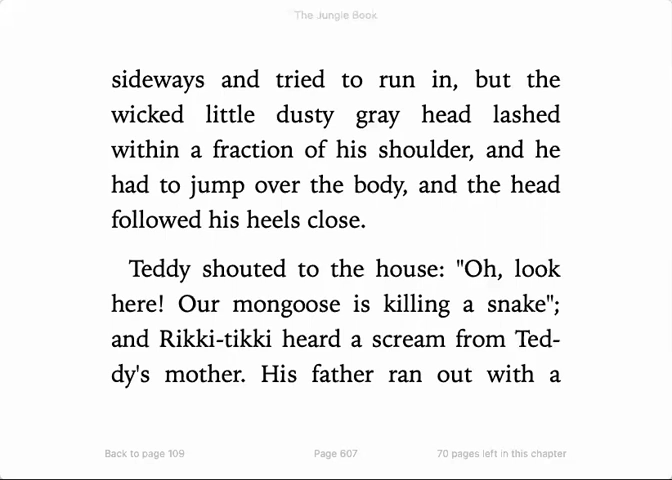 The Jungle Book
sideways and tried to run in, but the
wicked little dusty gray head lashed
within a fraction of his shoulder, and he
had to jump over the body, and the head
followed his heels close.
Teddy shouted to the house: "Oh, look
here! Our mongoose is killing a snake";
and Rikki-tikki heard a scream from Ted-
dy's mother. His father ran out with a
Back to page 109 Page 607 70 pages left in this chapter